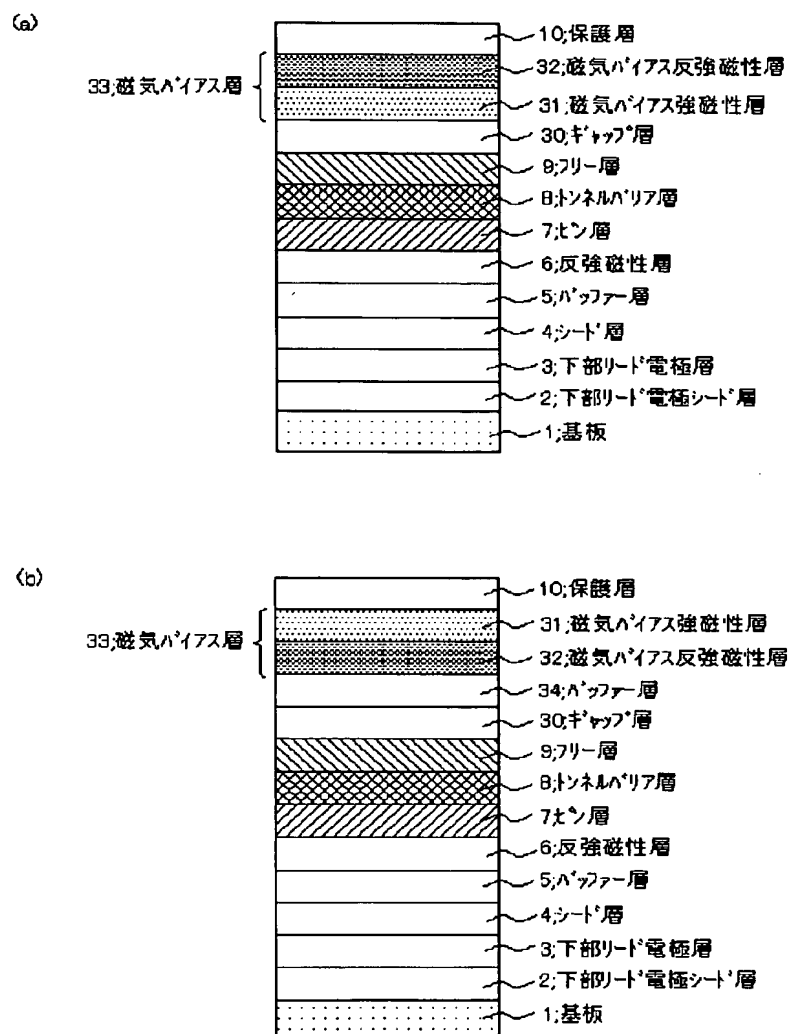 (a)
10;保護層
32;磁気バイアス反強磁性層
33;磁気バイアス層
31;磁気バイアス強磁性層
30;ギャップ層
9;フリー層
8;トンネルバリア層
7;ピン層
6;反強磁性層
5;バッファー層
4;シード層
3;下部リード電極層
2;下部リード電極シード層
1;基板
(b)
10;保護層
31;磁気バイアス強磁性層
33;磁気バイアス層
32;磁気バイアス反強磁性層
34;バッファー層
30;ギャップ層
9;フリー層
8;トンネルバリア層
7;ピン層
6;反強磁性層
5;バッファー層
4;シード層
3;下部リード電極層
2;下部リード電極シード層
1;基板